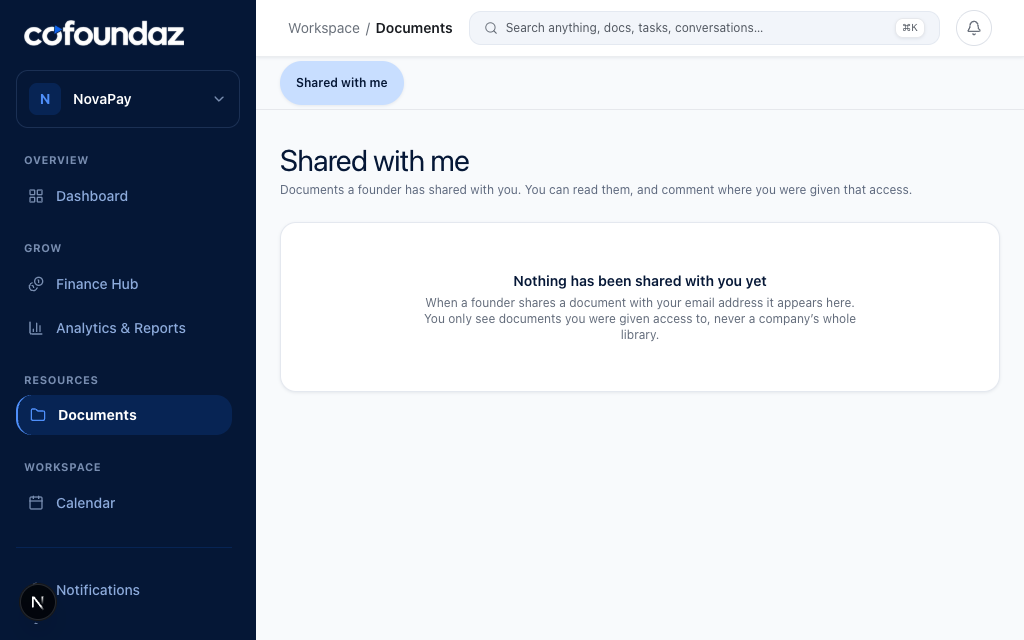 cofoundaz
N NovaPay
OVERVIEW
Dashboard
GROW
Finance Hub
Analytics & Reports
RESOURCES
Documents
WORKSPACE
Calendar
Notifications
N
Workspace / Documents
Search anything, docs, tasks, conversations...
⌘K
Shared with me
Shared with me
Documents a founder has shared with you. You can read them, and comment where you were given that access.
Nothing has been shared with you yet
When a founder shares a document with your email address it appears here.
You only see documents you were given access to, never a company’s whole
library.